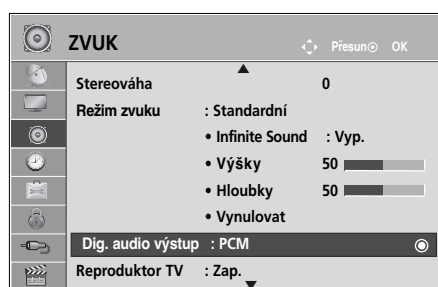 ZVUK Přesun OK
Stereováha 0
Režim zvuku : Standardní
• Infinite Sound : Vyp.
• Výšky 50
• Hloubky 50
• Vynulovat
Dig. audio výstup : PCM
Reproduktor TV : Zap.